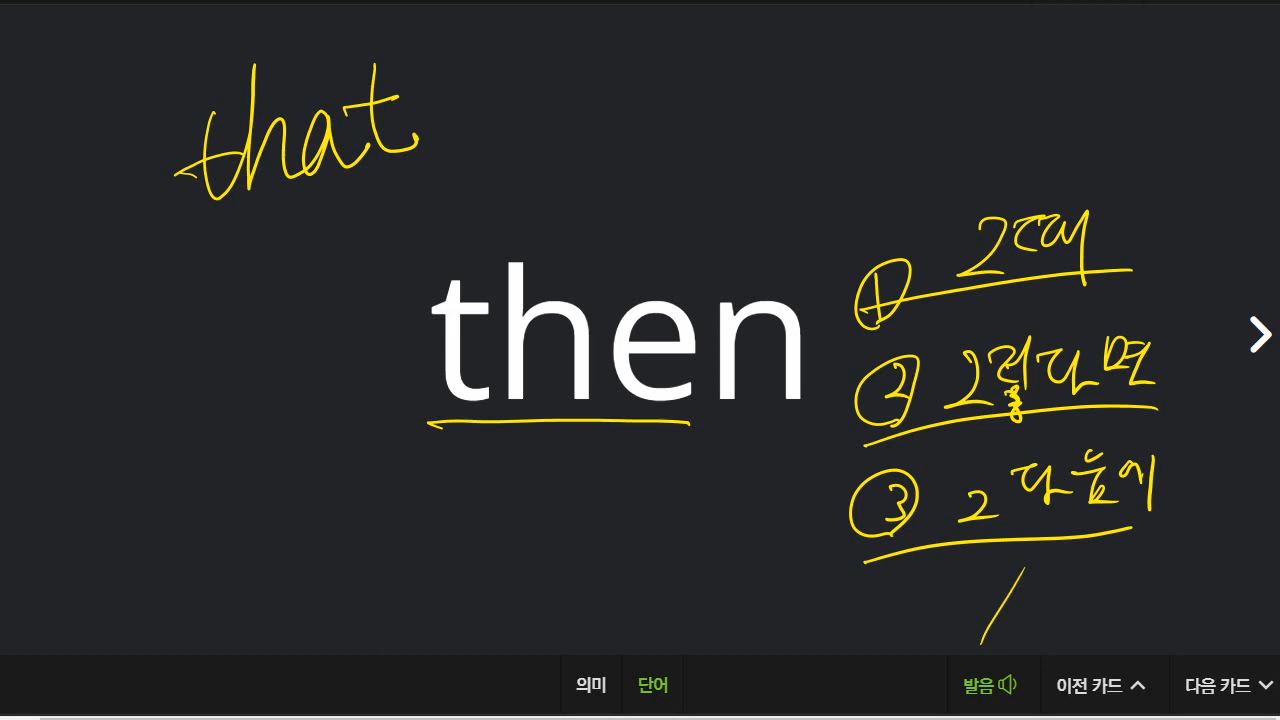 that
then
① 그때
② 그렇다면
③ 그 다음에
의미
단어
발음
이전 카드
다음 카드